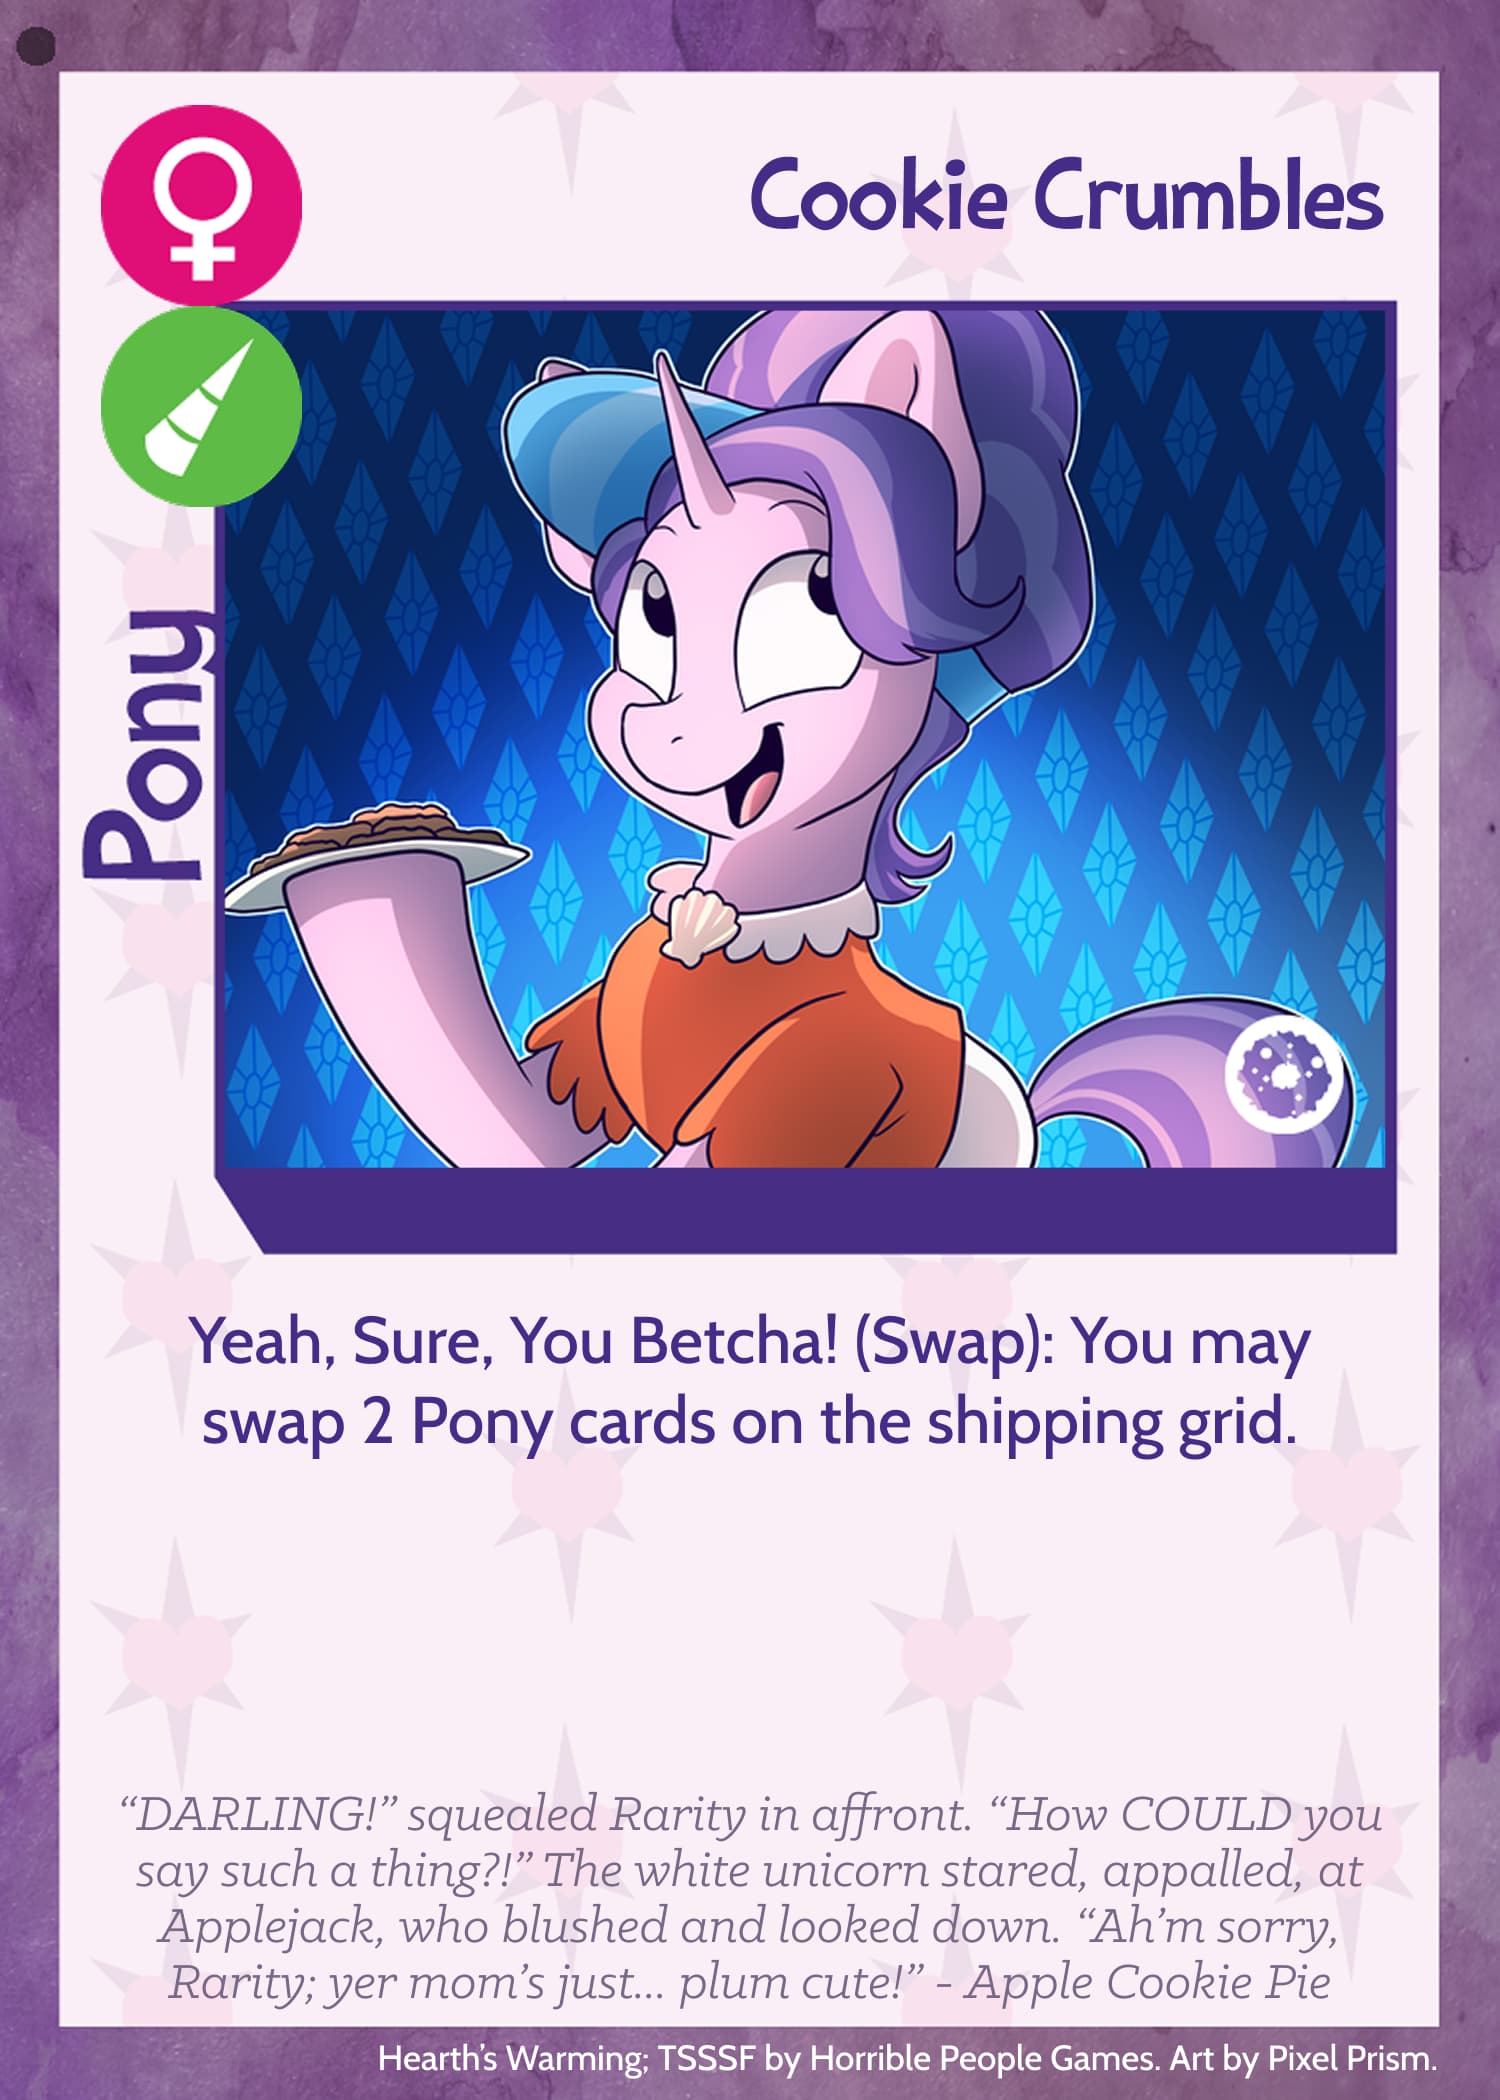 Cookie Crumbles
Pony
Yeah, Sure, You Betcha! (Swap): You may
swap 2 Pony cards on the shipping grid.
“DARLING!” squealed Rarity in affront. “How COULD you
say such a thing?!” The white unicorn stared, appalled, at
Applejack, who blushed and looked down. “Ah’m sorry,
Rarity; yer mom’s just... plum cute!” - Apple Cookie Pie
Hearth’s Warming; TSSSF by Horrible People Games. Art by Pixel Prism.